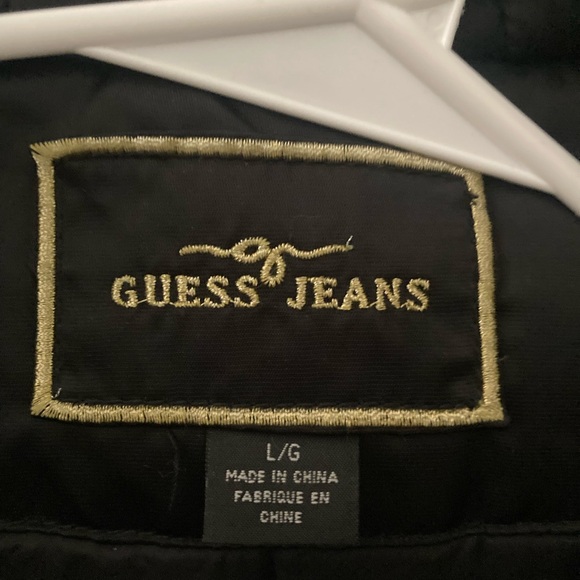 GUESS JEANS
L/G
MADE IN CHINA
FABRIQUE EN
CHINE